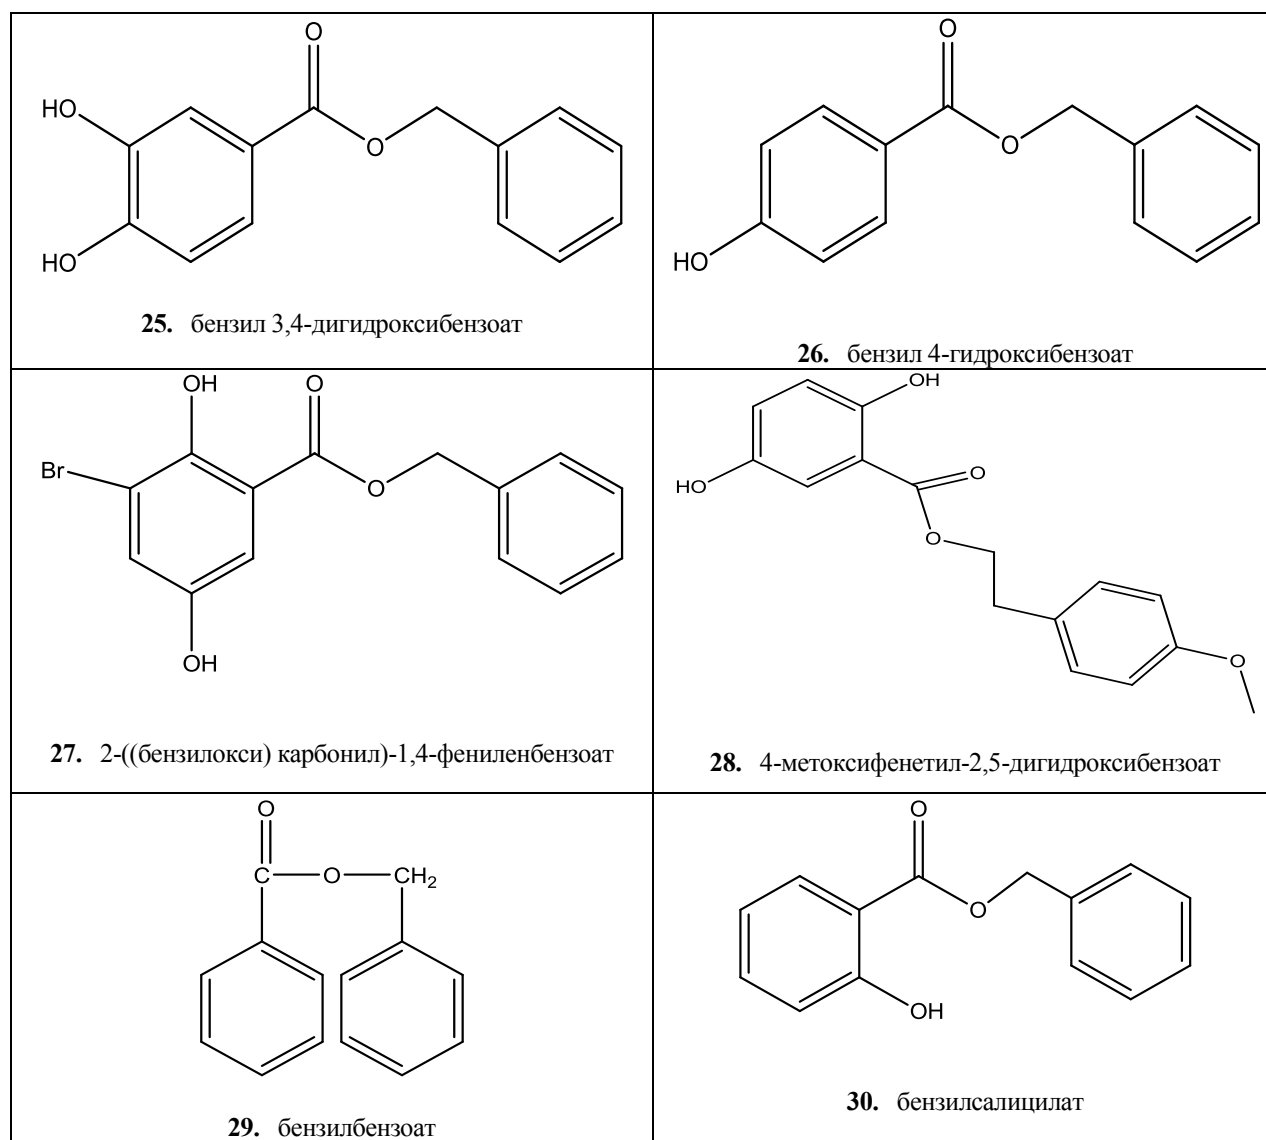 O
HO
O
HO
25. бензил 3,4-дигидроксибензоат
O
O
HO
26. бензил 4-гидроксибензоат
OH
O
Br
O
OH
27. 2-((бензилокси) карбонил)-1,4-фениленбензоат
OH
O
HO
O
O
28. 4-метоксифенетил-2,5-дигидроксибензоат
O
C O CH2
29. бензилбензоат
O
O
OH
30. бензилсалицилат